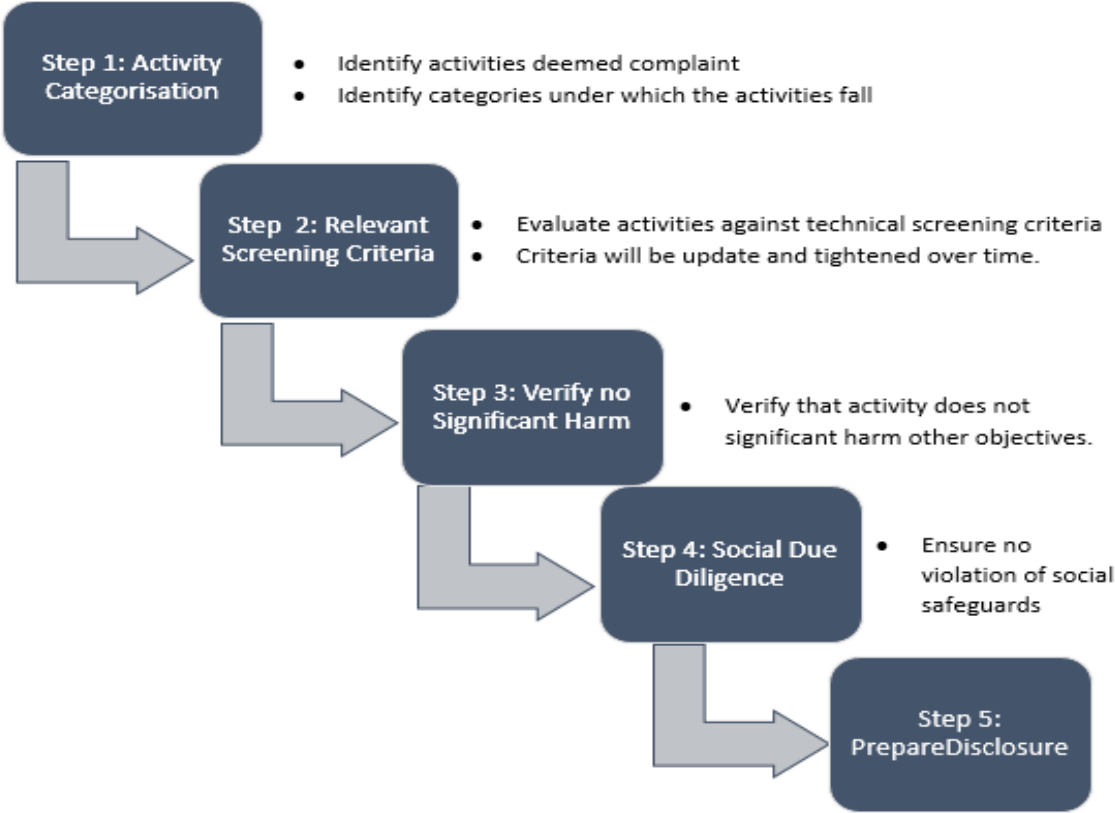 Step 1: Activity
Categorisation
• Identify activities deemed complaint
• Identify categories under which the activities fall
Step 2: Relevant
Screening Criteria
• Evaluate activities against technical screening criteria
• Criteria will be update and tightened over time.
Step 3: Verify no
Significant Harm
• Verify that activity does not
significant harm other objectives.
Step 4: Social Due
Diligence
• Ensure no
violation of social
safeguards
Step 5:
PrepareDisclosure